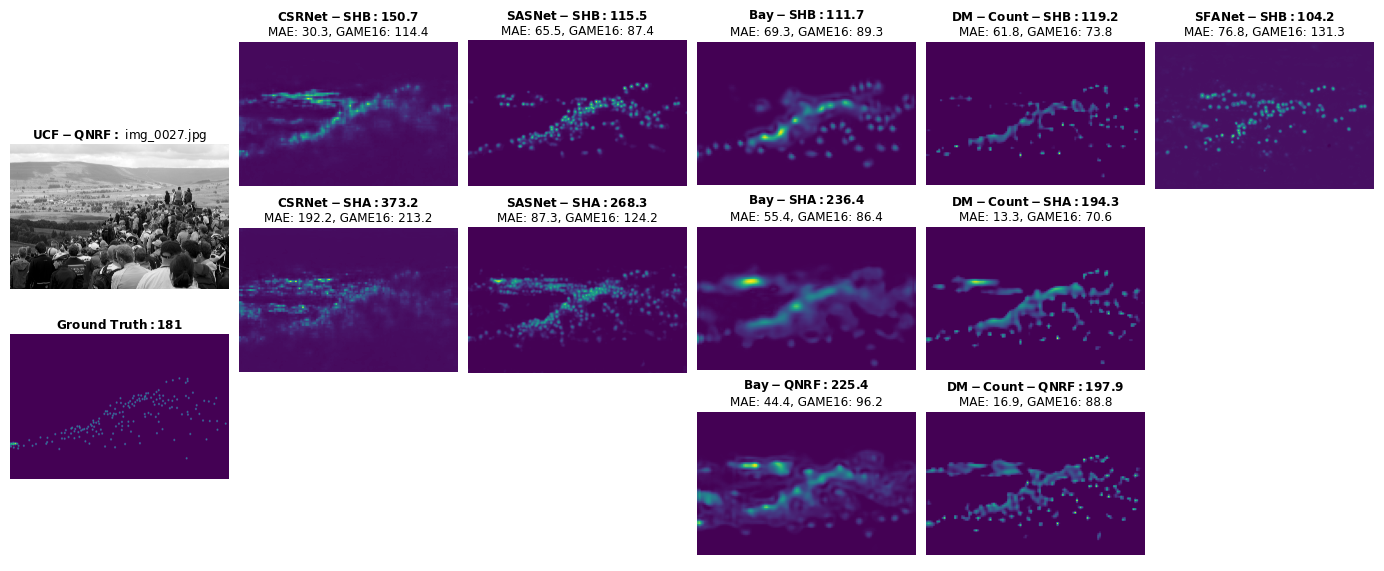 CSRNet − SHB : 150.7
MAE: 30.3, GAME16: 114.4
SASNet − SHB : 115.5
MAE: 65.5, GAME16: 87.4
Bay − SHB : 111.7
MAE: 69.3, GAME16: 89.3
DM − Count − SHB : 119.2
MAE: 61.8, GAME16: 73.8
SFANet − SHB : 104.2
MAE: 76.8, GAME16: 131.3
UCF − QNRF : img_0027.jpg
CSRNet − SHA : 373.2
MAE: 192.2, GAME16: 213.2
SASNet − SHA : 268.3
MAE: 87.3, GAME16: 124.2
Bay − SHA : 236.4
MAE: 55.4, GAME16: 86.4
DM − Count − SHA : 194.3
MAE: 13.3, GAME16: 70.6
Ground Truth : 181
Bay − QNRF : 225.4
MAE: 44.4, GAME16: 96.2
DM − Count − QNRF : 197.9
MAE: 16.9, GAME16: 88.8